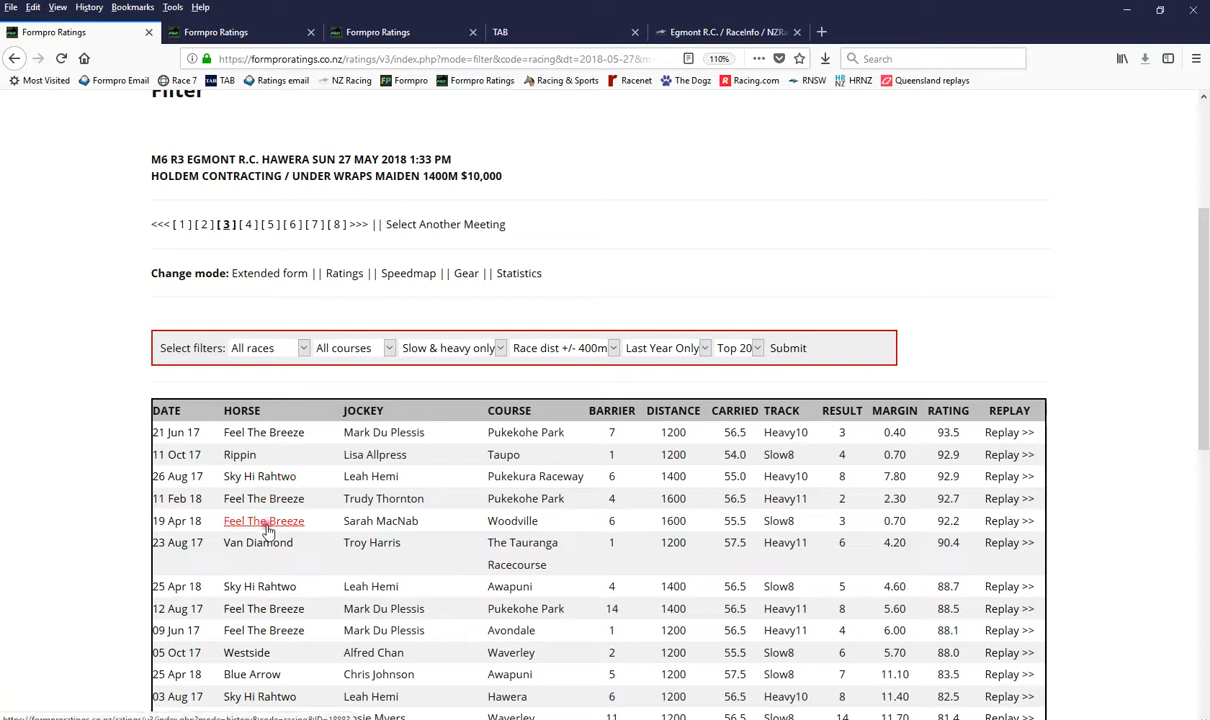 File Edit View History Bookmarks Tools Help
Formpro Ratings Formpro Ratings Formpro Ratings TAB Egmont R.C. / RaceInfo / NZRa
https://formproratings.co.nz/ratings/v3/index.php?mode=filter&code=racing&dt=2018-05-27&m 110% Search
Most Visited Formpro Email Race 7 TAB Ratings email NZ Racing Formpro Formpro Ratings Racing & Sports Racenet The Dogz Racing.com RNSW HRNZ Queensland replays
Filter
M6 R3 EGMONT R.C. HAWERA SUN 27 MAY 2018 1:33 PM
HOLDEM CONTRACTING / UNDER WRAPS MAIDEN 1400M $10,000
<<< [ 1 ] [ 2 ] [ 3 ] [ 4 ] [ 5 ] [ 6 ] [ 7 ] [ 8 ] >>> || Select Another Meeting
Change mode: Extended form || Ratings || Speedmap || Gear || Statistics
Select filters: All races All courses Slow & heavy only Race dist +/- 400m Last Year Only Top 20 Submit
DATE HORSE JOCKEY COURSE BARRIER DISTANCE CARRIED TRACK RESULT MARGIN RATING REPLAY
21 Jun 17 Feel The Breeze Mark Du Plessis Pukekohe Park 7 1200 56.5 Heavy10 3 0.40 93.5 Replay >>
11 Oct 17 Rippin Lisa Allpress Taupo 1 1200 54.0 Slow8 4 0.70 92.9 Replay >>
26 Aug 17 Sky Hi Rahtwo Leah Hemi Pukekura Raceway 6 1400 55.0 Heavy10 8 7.80 92.9 Replay >>
11 Feb 18 Feel The Breeze Trudy Thornton Pukekohe Park 4 1600 56.5 Heavy11 2 2.30 92.7 Replay >>
19 Apr 18 Feel The Breeze Sarah MacNab Woodville 6 1600 55.5 Slow8 3 0.70 92.2 Replay >>
23 Aug 17 Van Diamond Troy Harris The Tauranga 1 1200 57.5 Heavy11 6 4.20 90.4 Replay >>
Racecourse
25 Apr 18 Sky Hi Rahtwo Leah Hemi Awapuni 4 1400 56.5 Slow8 5 4.60 88.7 Replay >>
12 Aug 17 Feel The Breeze Mark Du Plessis Pukekohe Park 14 1400 56.5 Heavy11 8 5.60 88.5 Replay >>
09 Jun 17 Feel The Breeze Mark Du Plessis Avondale 1 1200 56.5 Heavy11 4 6.00 88.1 Replay >>
05 Oct 17 Westside Alfred Chan Waverley 2 1200 55.5 Slow8 6 5.70 88.0 Replay >>
25 Apr 18 Blue Arrow Chris Johnson Awapuni 5 1200 56.5 Slow8 7 11.10 83.5 Replay >>
03 Aug 17 Sky Hi Rahtwo Leah Hemi Hawera 4 1200 56.5 Heavy10 8 11.40 82.5 Replay >>
Myers Waverley 11 1200 56.5 Slow8 14 11.70 81.4 Replay >>